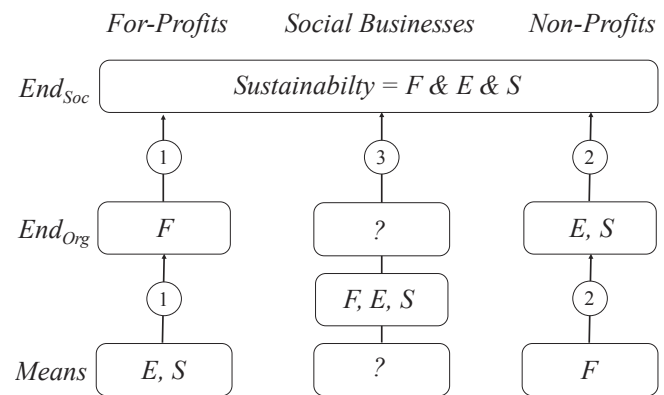 For-Profits Social Businesses Non-Profits
End_Soc Sustainabilty = F & E & S
1 3 2
End_Org F ? E, S
1 F, E, S 2
Means E, S ? F